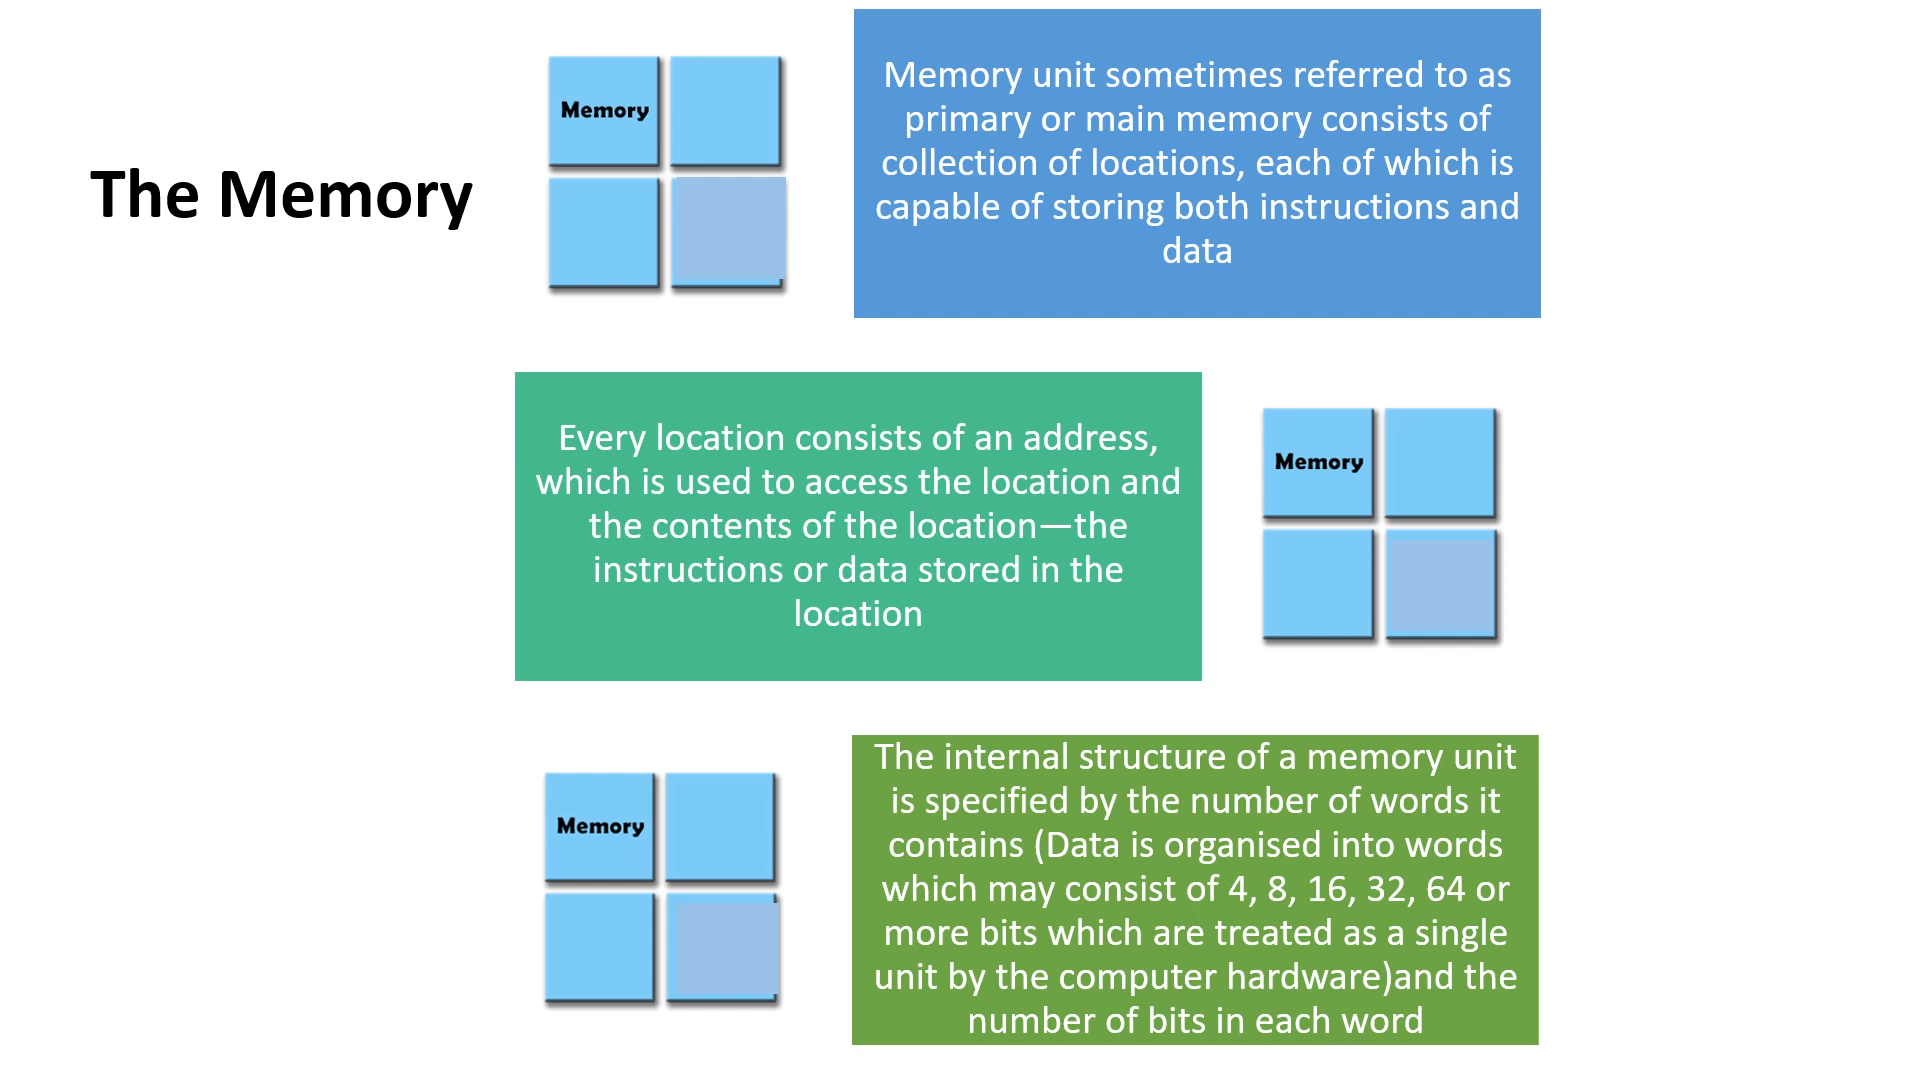 The Memory
Memory
Memory unit sometimes referred to as
primary or main memory consists of
collection of locations, each of which is
capable of storing both instructions and
data
Every location consists of an address,
which is used to access the location and
the contents of the location—the
instructions or data stored in the
location
Memory
Memory
The internal structure of a memory unit
is specified by the number of words it
contains (Data is organised into words
which may consist of 4, 8, 16, 32, 64 or
more bits which are treated as a single
unit by the computer hardware)and the
number of bits in each word